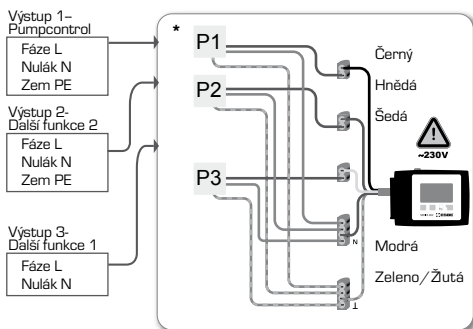 Výstup 1–
Pumpcontrol
Fáze L
Nulák N
Zem PE
Výstup 2-
Další funkce 2
Fáze L
Nulák N
Zem PE
Výstup 3-
Další funkce 1
Fáze L
Nulák N
*
P1
P2
P3
Černý
Hnědá
Šedá
~230V
N
Modrá
Zeleno/Žlutá